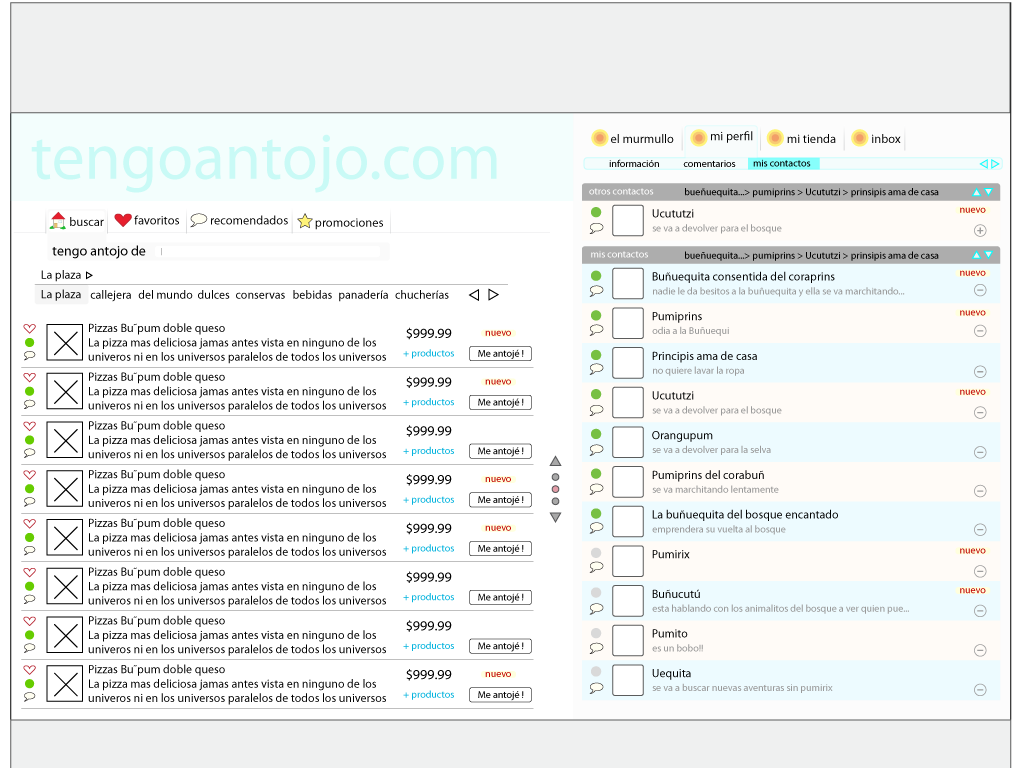 tengoantojo.com
buscar favoritos recomendados promociones
tengo antojo de
La plaza
La plaza callejera del mundo dulces conservas bebidas panadería chucherías
Pizzas Bu¨pum doble queso
La pizza mas deliciosa jamas antes vista en ninguno de los
univeros ni en los universos paralelos de todos los universos
$999.99
+ productos
nuevo
Me antojé !
Pizzas Bu¨pum doble queso
La pizza mas deliciosa jamas antes vista en ninguno de los
univeros ni en los universos paralelos de todos los universos
$999.99
+ productos
nuevo
Me antojé !
Pizzas Bu¨pum doble queso
La pizza mas deliciosa jamas antes vista en ninguno de los
univeros ni en los universos paralelos de todos los universos
$999.99
Me antojé !
Pizzas Bu¨pum doble queso
La pizza mas deliciosa jamas antes vista en ninguno de los
univeros ni en los universos paralelos de todos los universos
$999.99
+ productos
nuevo
Me antojé !
Pizzas Bu¨pum doble queso
La pizza mas deliciosa jamas antes vista en ninguno de los
univeros ni en los universos paralelos de todos los universos
$999.99
+ productos
nuevo
Me antojé !
Pizzas Bu¨pum doble queso
La pizza mas deliciosa jamas antes vista en ninguno de los
univeros ni en los universos paralelos de todos los universos
$999.99
Me antojé !
Pizzas Bu¨pum doble queso
La pizza mas deliciosa jamas antes vista en ninguno de los
univeros ni en los universos paralelos de todos los universos
$999.99
+ productos
Me antojé !
Pizzas Bu¨pum doble queso
La pizza mas deliciosa jamas antes vista en ninguno de los
univeros ni en los universos paralelos de todos los universos
$999.99
+ productos
nuevo
Me antojé !
el murmullo mi perfil mi tienda inbox
información comentarios mis contactos
otros contactos bueñuequita...> pumiprins > Ucututzi > prinsipis ama de casa
Ucututzi
se va a devolver para el bosque
nuevo
mis contactos bueñuequita...> pumiprins > Ucututzi > prinsipis ama de casa
Buñuequita consentida del coraprins
nadie le da besitos a la buñuequita y ella se va marchitando...
nuevo
Pumiprins
odia a la Buñuequi
nuevo
Principis ama de casa
no quiere lavar la ropa
Ucututzi
se va a devolver para el bosque
nuevo
Orangupum
se va a devolver para la selva
Pumiprins del corabuñ
se va marchitando lentamente
La buñuequita del bosque encantado
emprendera su vuelta al bosque
Pumirix
nuevo
Buñucutú
esta hablando con los animalitos del bosque a ver quien pue...
nuevo
Pumito
es un bobo!!
Uequita
se va a buscar nuevas aventuras sin pumirix